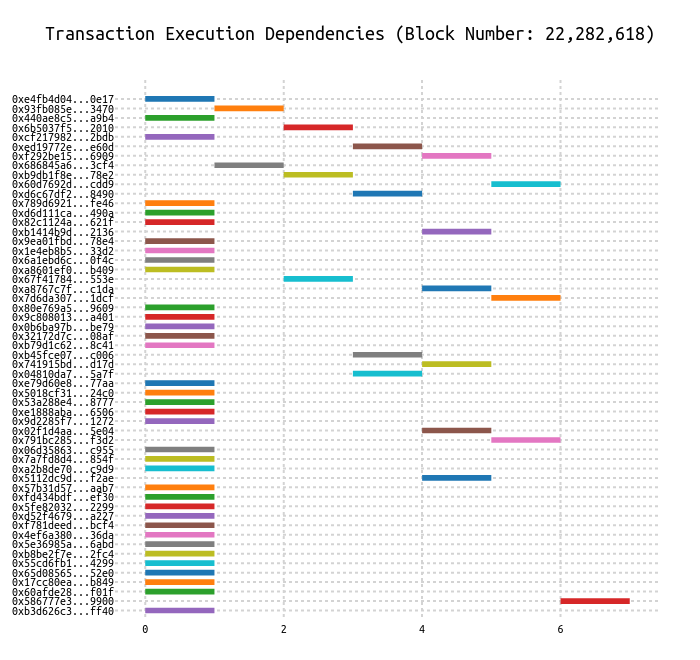 Transaction Execution Dependencies (Block Number: 22,282,618)
0xe4fb4d04...0e17
0x93fb085e...3470
0x440ae8c5...a9b4
0x6b5037f5...2010
0xcf217982...2bdb
0xed19772e...e60d
0xf292be15...6909
0x686845a6...3cf4
0xb9db1f8e...78e2
0x60d7692d...cdd9
0xd6c67df2...8490
0x789d6921...fe46
0xd6d111ca...490a
0x82c1124a...621f
0xb1414b9d...2136
0x9ea01fbd...78e4
0x1e4eb8b5...33d2
0x6a1ebd6c...0f4c
0xa8601ef0...b409
0x67f41784...553e
0xa8767c7f...c1da
0x7d6da307...1dcf
0x80e769a5...9609
0x9c808013...a401
0x0b6ba97b...be79
0x32172d7c...08af
0xb79d1c62...8c41
0xb45fce07...c006
0x741915bd...d17d
0x04810da7...5a7f
0xe79d60e8...77aa
0x5018cf31...24c0
0x53a288e4...8777
0xe1888aba...6506
0x9d2285f7...1272
0x02f1d4aa...5e04
0x791bc285...f3d2
0x06d35863...c955
0x7a7fd8d4...854f
0xa2b8de70...c9d9
0x5112dc9d...f2ae
0x57b31d57...aab7
0xfd434bdf...ef30
0x5fe82032...2299
0xd52f4679...a227
0xf781deed...bcf4
0x4ef6a380...36da
0x5e36985a...6abd
0xb8be2f7e...2fc4
0x55cd6fb1...4299
0x65d08565...52e0
0x17cc80ea...b849
0x60afde28...f01f
0x586777e3...9900
0xb3d626c3...ff40
0 2 4 6